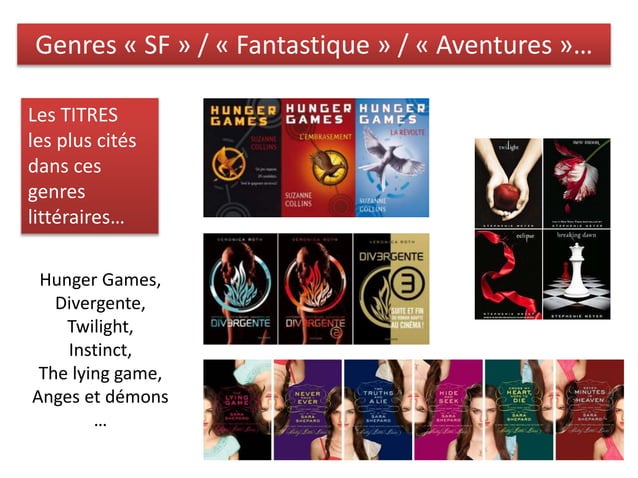 Genres « SF » / « Fantastique » / « Aventures »…
Les TITRES
les plus cités
dans ces
genres
littéraires…
Hunger Games,
Divergente,
Twilight,
Instinct,
The lying game,
Anges et démons
…
HUNGER
GAMES
SUZANNE
COLLINS
HUNGER
GAMES
L'EMBRASEMENT
SUZANNE
COLLINS
HUNGER
GAMES
LA RÉVOLTE
SUZANNE
COLLINS
twilight
STEPHENIE MEYER
new moon
STEPHENIE MEYER
eclipse
STEPHENIE MEYER
breaking dawn
STEPHENIE MEYER
VERONICA ROTH
DIVERGENTE
VERONICA ROTH
DIVERGENTE
2
VERONICA ROTH
DIV3RGENTE
3
SUITE ET FIN
AU CINÉMA !
THE
LYING
GAME
SARA
SHEPARD
NEVER
HAVE I
EVER
SARA
SHEPARD
TWO
TRUTHS
AND
A LIE
SARA
SHEPARD
HIDE
AND
SEEK
SARA
SHEPARD
CROSS MY
HEART,
HOPE TO
DIE
SARA
SHEPARD
SEVEN
MINUTES
IN
HEAVEN
SARA
SHEPARD